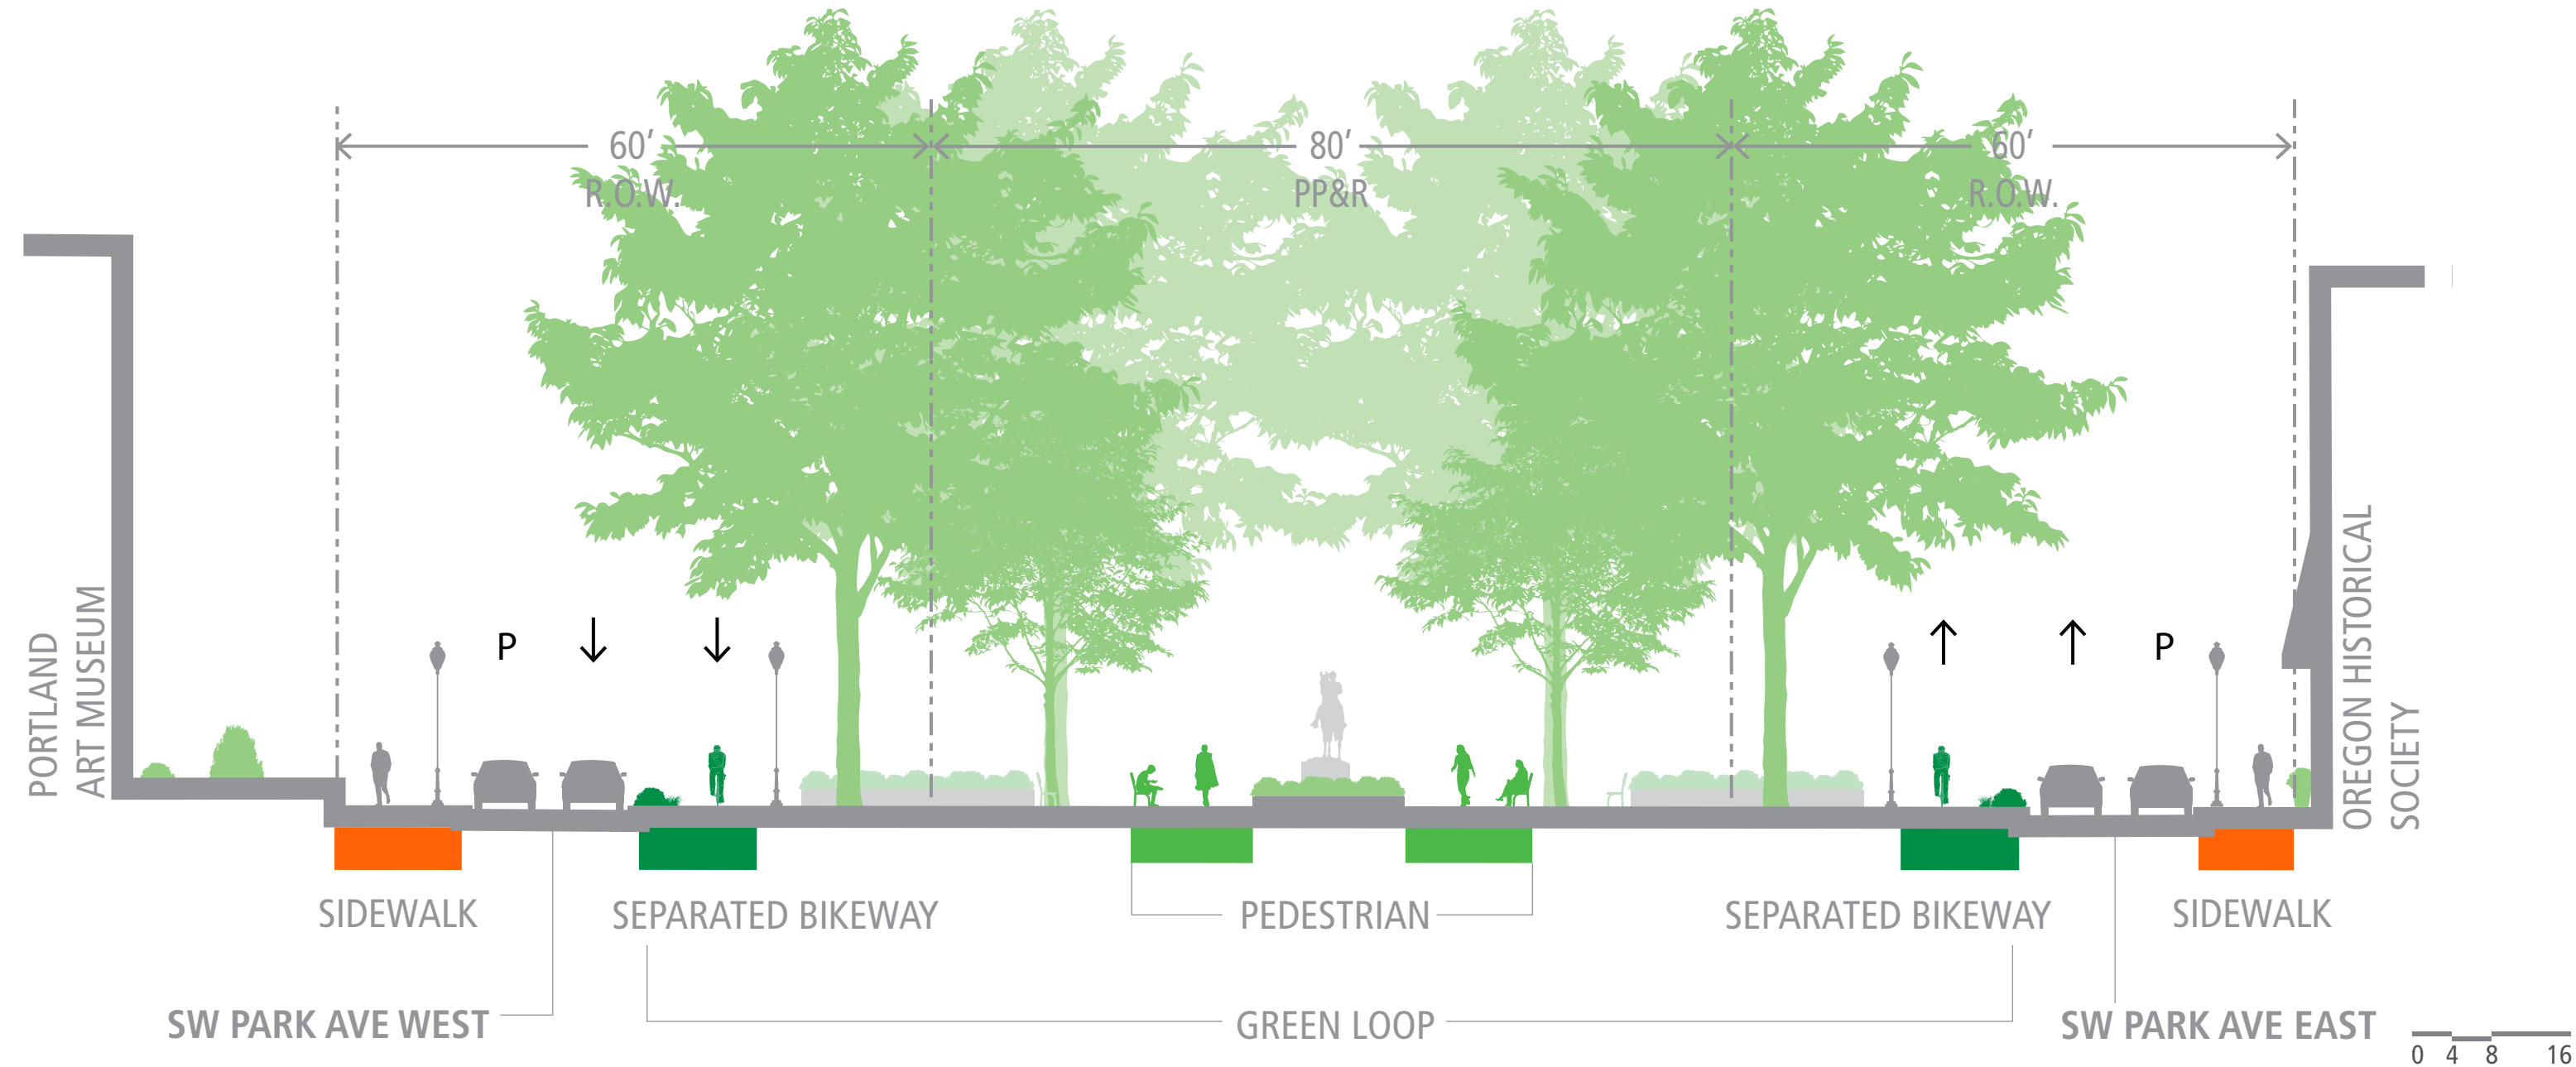 60’
80’
60’
R.O.W.
PP&R
R.O.W.
PORTLAND
ART MUSEUM
P
P
OREGON HISTORICAL
SOCIETY
SIDEWALK
SEPARATED BIKEWAY
PEDESTRIAN
SEPARATED BIKEWAY
SIDEWALK
SW PARK AVE WEST
GREEN LOOP
SW PARK AVE EAST
0 4 8 16